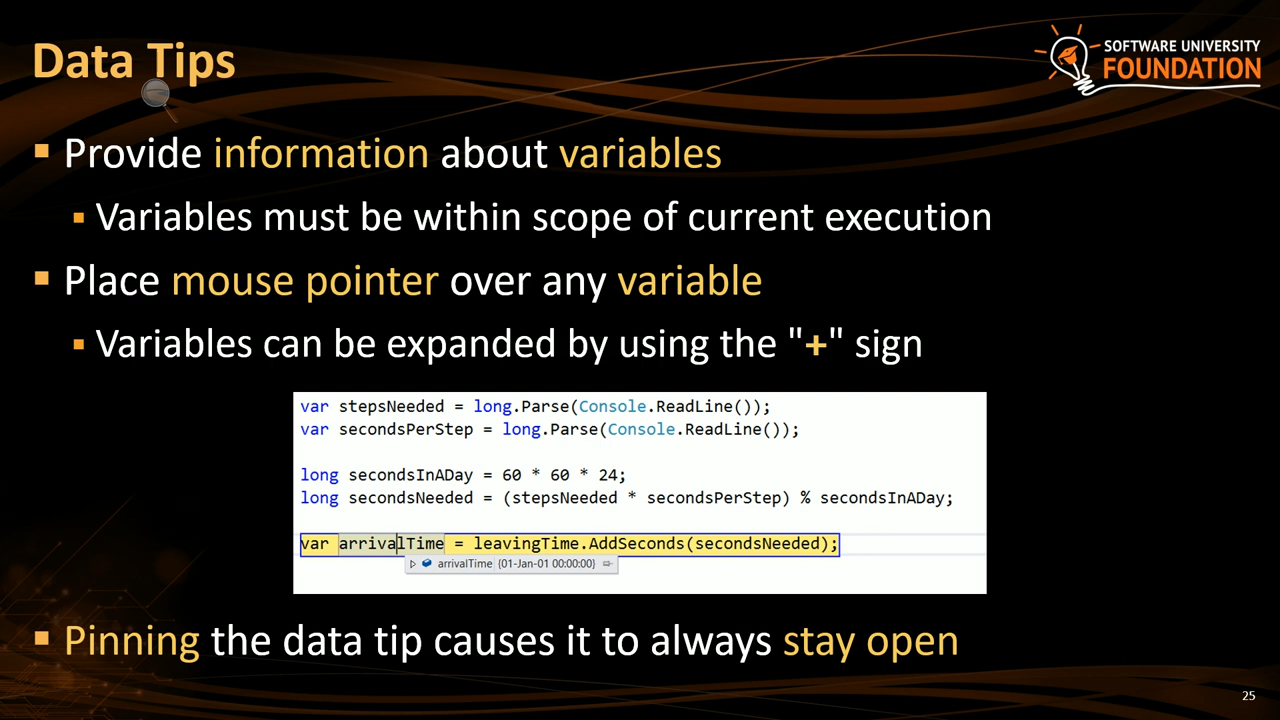 Data Tips
SOFTWARE UNIVERSITY
FOUNDATION
Provide information about variables
Variables must be within scope of current execution
Place mouse pointer over any variable
Variables can be expanded by using the "+" sign
var stepsNeeded = long.Parse(Console.ReadLine());
var secondsPerStep = long.Parse(Console.ReadLine());
long secondsInADay = 60 * 60 * 24;
long secondsNeeded = (stepsNeeded * secondsPerStep) % secondsInADay;
var arrivalTime = leavingTime.AddSeconds(secondsNeeded);
arrivalTime {01-Jan-01 00:00:00}
Pinning the data tip causes it to always stay open
25